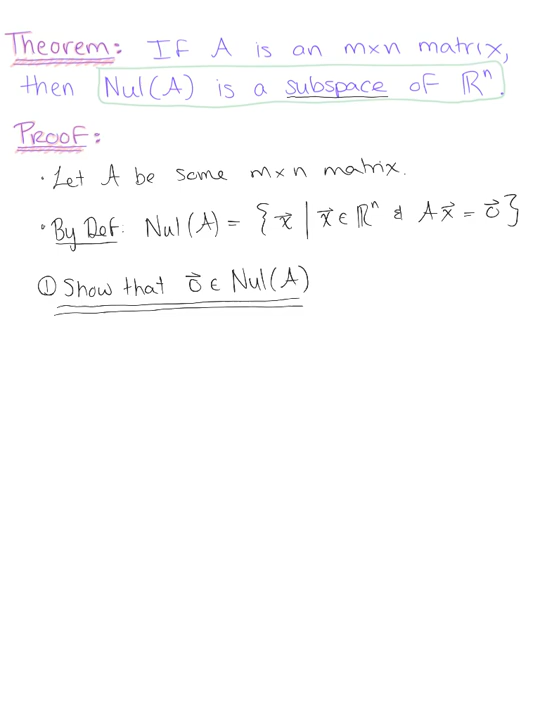 Theorem: If A is an m×n matrix,
then Nul(A) is a subspace of ℝⁿ.
Proof:
· Let A be some m×n matrix.
· By Def: Nul(A) = { x⃗ | x⃗ ∈ ℝⁿ & Ax⃗ = 0⃗ }
① Show that 0⃗ ∈ Nul(A)